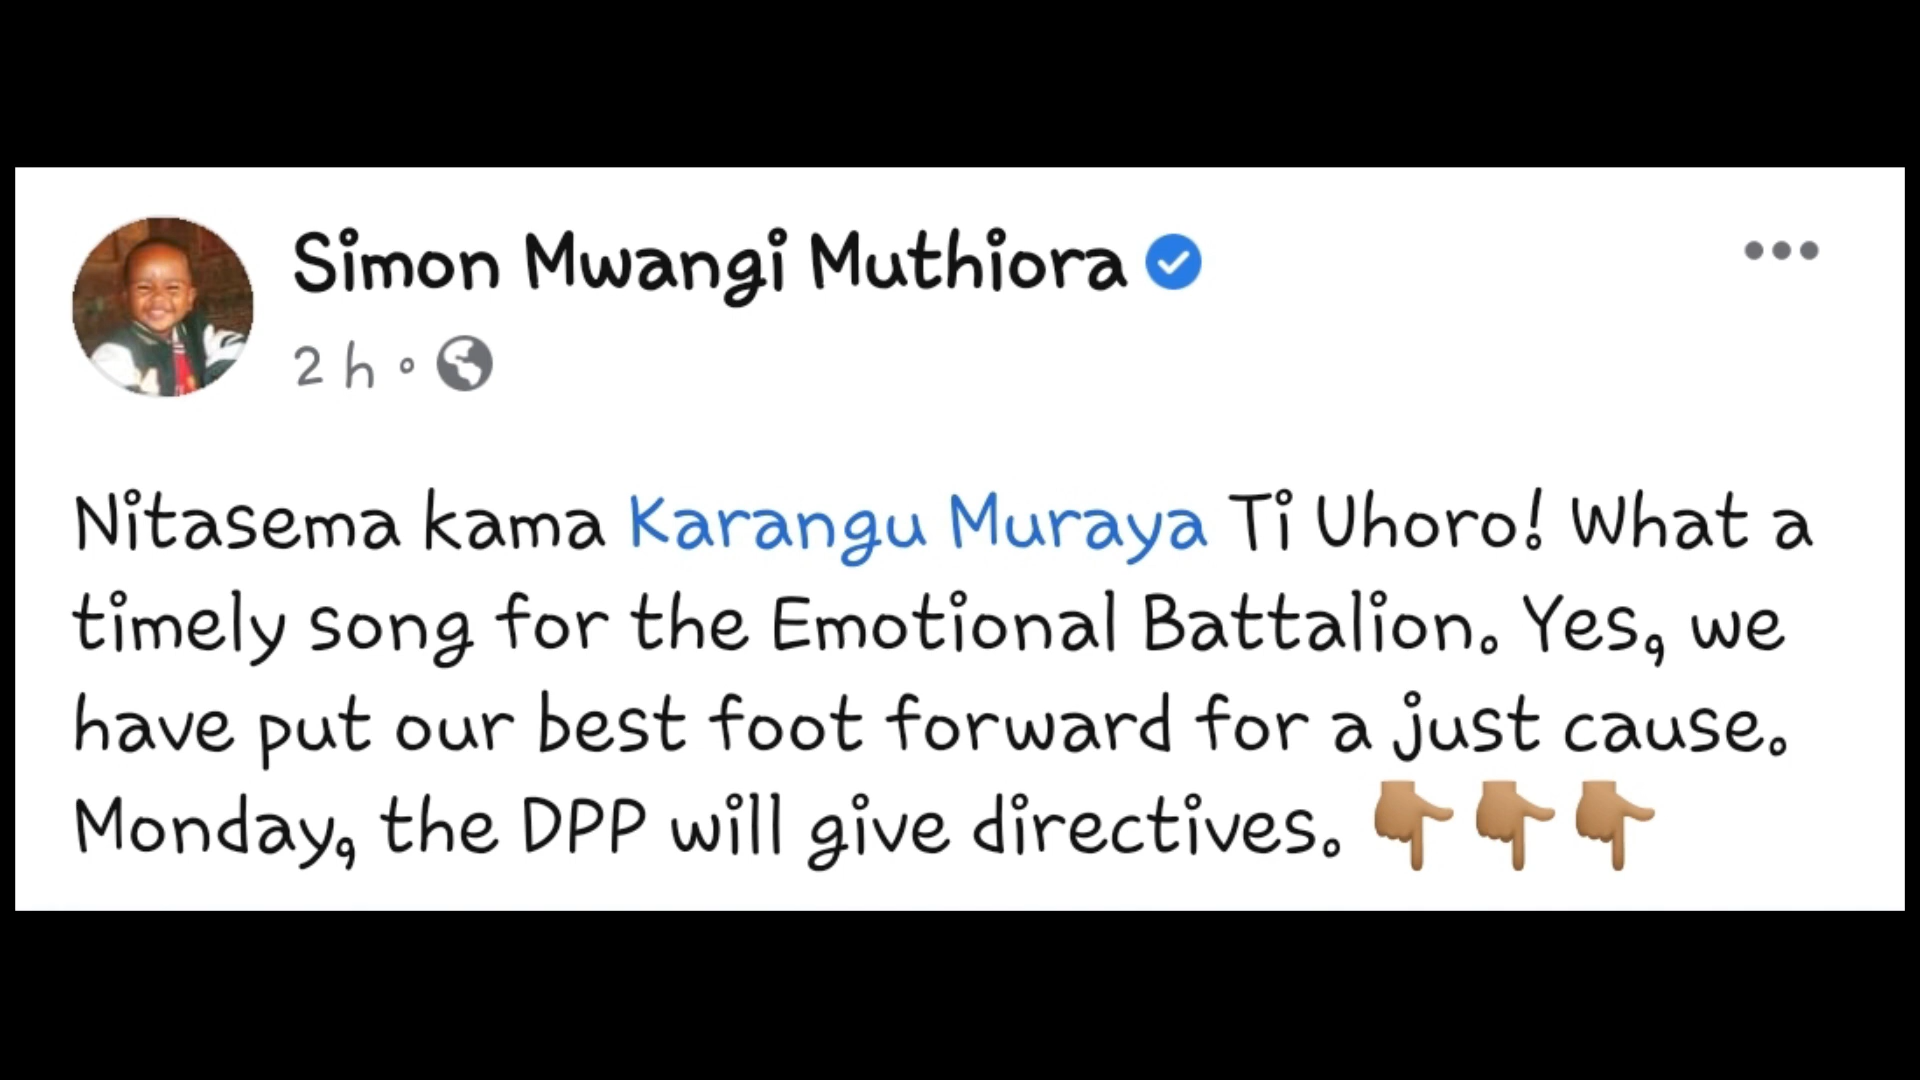 Simon Mwangi Muthiora
2 h
Nitasema kama Karangu Muraya Ti Uhoro! What a
timely song for the Emotional Battalion. Yes, we
have put our best foot forward for a just cause.
Monday, the DPP will give directives. 👇🏽👇🏽👇🏽